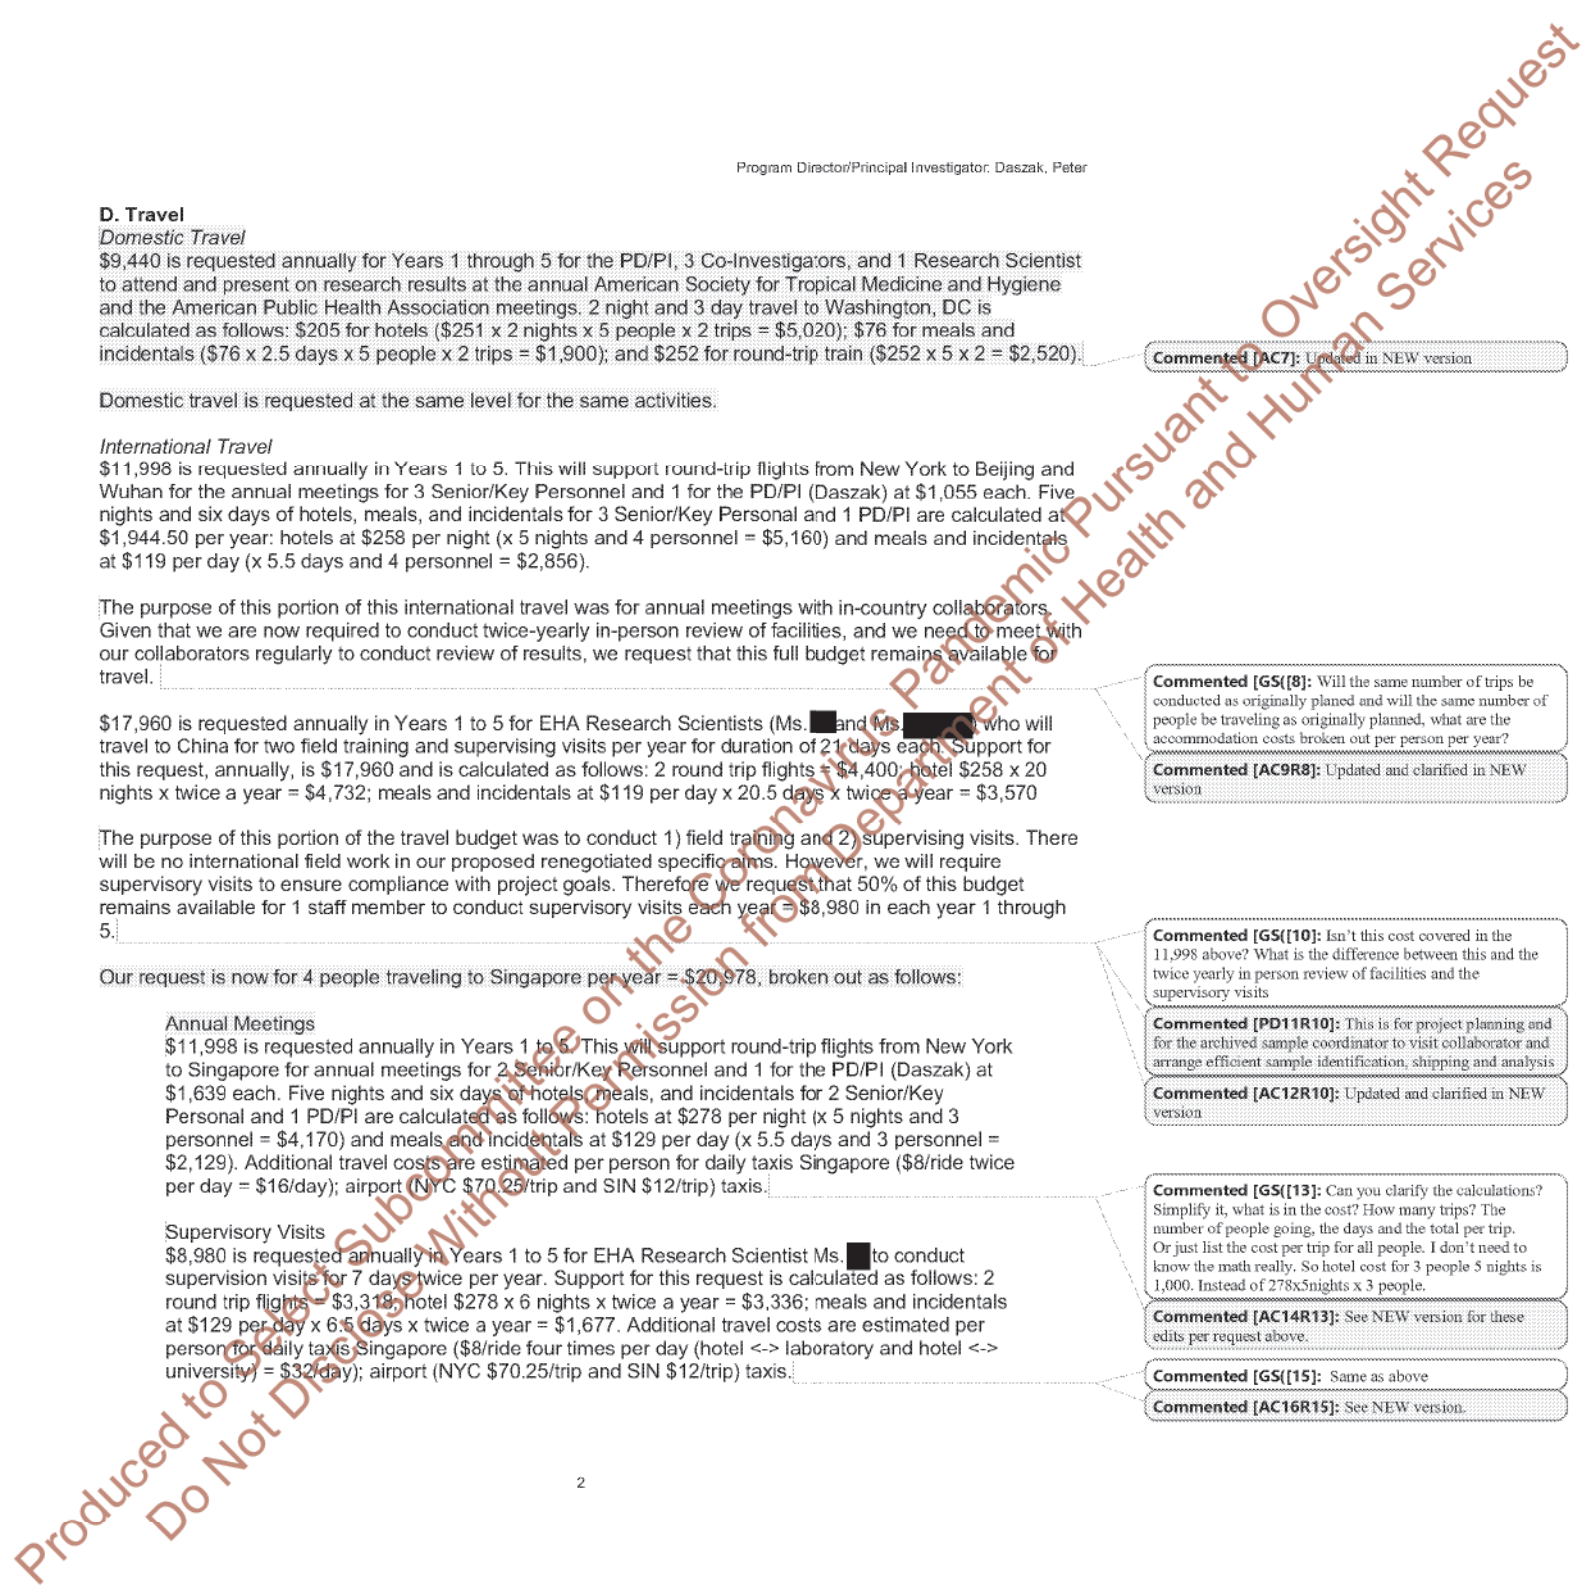 Program Director/Principal Investigator: Daszak, Peter
D. Travel
Domestic Travel
$9,440 is requested annually for Years 1 through 5 for the PD/PI, 3 Co-Investigators, and 1 Research Scientist
to attend and present on research results at the annual American Society for Tropical Medicine and Hygiene
and the American Public Health Association meetings. 2 night and 3 day travel to Washington, DC is
calculated as follows: $205 for hotels ($251 x 2 nights x 5 people x 2 trips = $5,020); $76 for meals and
incidentals ($76 x 2.5 days x 5 people x 2 trips = $1,900); and $252 for round-trip train ($252 x 5 x 2 = $2,520).
Commented [AC7]: Updated in NEW version
Domestic travel is requested at the same level for the same activities.
International Travel
$11,998 is requested annually in Years 1 to 5. This will support round-trip flights from New York to Beijing and
Wuhan for the annual meetings for 3 Senior/Key Personnel and 1 for the PD/PI (Daszak) at $1,055 each. Five
nights and six days of hotels, meals, and incidentals for 3 Senior/Key Personal and 1 PD/PI are calculated at
$1,944.50 per year: hotels at $258 per night (x 5 nights and 4 personnel = $5,160) and meals and incidentals
at $119 per day (x 5.5 days and 4 personnel = $2,856).
The purpose of this portion of this international travel was for annual meetings with in-country collaborators.
Given that we are now required to conduct twice-yearly in-person review of facilities, and we need to meet with
our collaborators regularly to conduct review of results, we request that this full budget remains available for
travel.
Commented [GS([8]: Will the same number of trips be
conducted as originally planed and will the same number of
people be traveling as originally planned, what are the
accommodation costs broken out per person per year?
Commented [AC9R8]: Updated and clarified in NEW
version
$17,960 is requested annually in Years 1 to 5 for EHA Research Scientists (Ms. and Ms. ) who will
travel to China for two field training and supervising visits per year for duration of 21 days each. Support for
this request, annually, is $17,960 and is calculated as follows: 2 round trip flights = $4,400; hotel $258 x 20
nights x twice a year = $4,732; meals and incidentals at $119 per day x 20.5 days x twice a year = $3,570
The purpose of this portion of the travel budget was to conduct 1) field training and 2) supervising visits. There
will be no international field work in our proposed renegotiated specific aims. However, we will require
supervisory visits to ensure compliance with project goals. Therefore we request that 50% of this budget
remains available for 1 staff member to conduct supervisory visits each year = $8,980 in each year 1 through
5.
Commented [GS([10]: Isn't this cost covered in the
11,998 above? What is the difference between this and the
twice yearly in person review of facilities and the
supervisory visits
Commented [PD11R10]: This is for project planning and
for the archived sample coordinator to visit collaborator and
arrange efficient sample identification, shipping and analysis
Commented [AC12R10]: Updated and clarified in NEW
version
Our request is now for 4 people traveling to Singapore per year = $20,978, broken out as follows:
Annual Meetings
$11,998 is requested annually in Years 1 to 5. This will support round-trip flights from New York
to Singapore for annual meetings for 2 Senior/Key Personnel and 1 for the PD/PI (Daszak) at
$1,639 each. Five nights and six days of hotels, meals, and incidentals for 2 Senior/Key
Personal and 1 PD/PI are calculated as follows: hotels at $278 per night (x 5 nights and 3
personnel = $4,170) and meals and incidentals at $129 per day (x 5.5 days and 3 personnel =
$2,129). Additional travel costs are estimated per person for daily taxis Singapore ($8/ride twice
per day = $16/day); airport (NYC $70.25/trip and SIN $12/trip) taxis.
Commented [GS([13]: Can you clarify the calculations?
Simplify it, what is in the cost? How many trips? The
number of people going, the days and the total per trip.
Or just list the cost per trip for all people. I don't need to
know the math really. So hotel cost for 3 people 5 nights is
1,000. Instead of 278x5nights x 3 people.
Commented [AC14R13]: See NEW version for these
edits per request above.
Supervisory Visits
$8,980 is requested annually in Years 1 to 5 for EHA Research Scientist Ms. to conduct
supervision visits for 7 days twice per year. Support for this request is calculated as follows: 2
round trip flights = $3,318; hotel $278 x 6 nights x twice a year = $3,336; meals and incidentals
at $129 per day x 6.5 days x twice a year = $1,677. Additional travel costs are estimated per
person for daily taxis Singapore ($8/ride four times per day (hotel <-> laboratory and hotel <->
university) = $32/day); airport (NYC $70.25/trip and SIN $12/trip) taxis.
Commented [GS([15]: Same as above
Commented [AC16R15]: See NEW version.
2
Produced to Select Subcommittee on the Coronavirus Pandemic Pursuant to Oversight Request
Do Not Disclose Without Permission from Department of Health and Human Services